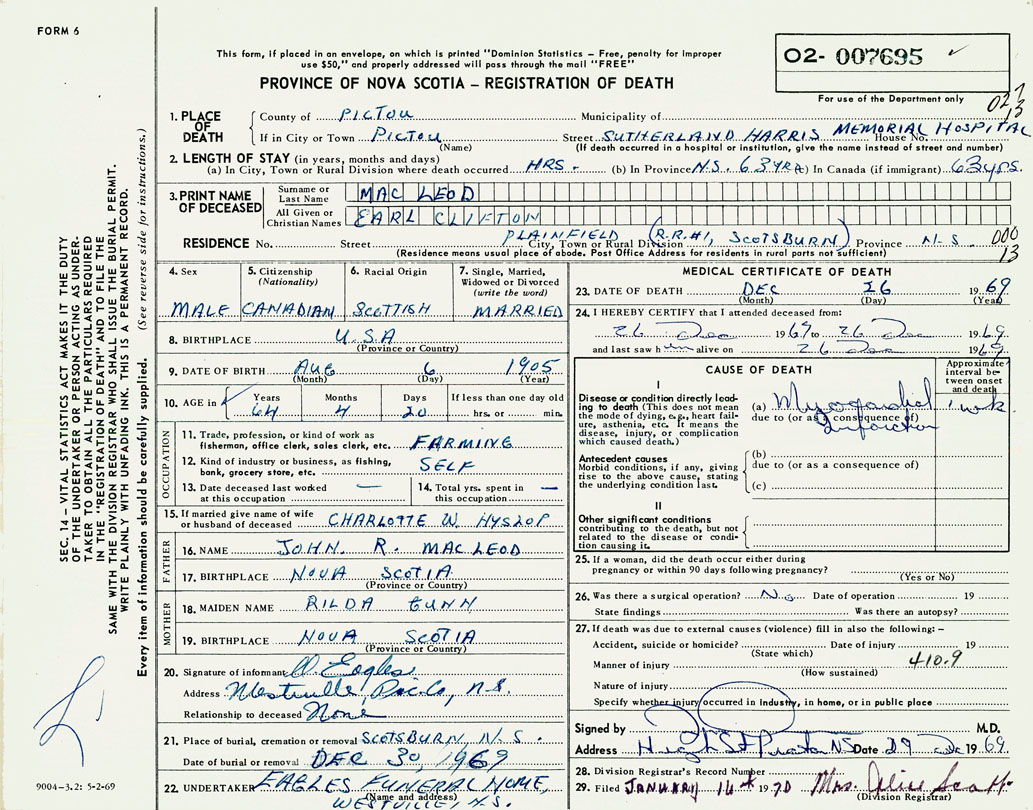 FORM 6
This form, if placed in an envelope, on which is printed "Dominion Statistics – Free, penalty for improper
use $50," and properly addressed will pass through the mail "FREE"
PROVINCE OF NOVA SCOTIA – REGISTRATION OF DEATH
02- 007695 ✓
For use of the Department only
027
13
1. PLACE OF DEATH { County of PICTOU Municipality of
If in City or Town PICTOU Street SUTHERLAND HARRIS MEMORIAL HOSPITAL House No.
(Name) (If death occurred in a hospital or institution, give the name instead of street and number)
2. LENGTH OF STAY (in years, months and days)
(a) In City, Town or Rural Division where death occurred HRS. (b) In Province N.S. 63 YRS (c) In Canada (if immigrant) 63 yrs.
3. PRINT NAME OF DECEASED Surname or Last Name MAC LEOD
All Given or Christian Names EARL CLIFTON
RESIDENCE No. Street PLAINFIELD (R.R.#1, SCOTSBURN) City, Town or Rural Division Province N-S- 000
13
(Residence means usual place of abode. Post Office Address for residents in rural parts not sufficient)
4. Sex MALE
5. Citizenship (Nationality) CANADIAN
6. Racial Origin SCOTTISH
7. Single, Married, Widowed or Divorced (write the word) MARRIED
8. BIRTHPLACE U.S.A
(Province or Country)
9. DATE OF BIRTH AUG 6 1905
(Month) (Day) (Year)
10. AGE IN ✓ Years 64 Months 4 Days 20 If less than one day old hrs. or min.
OCCUPATION
11. Trade, profession, or kind of work as
fisherman, office clerk, sales clerk, etc. FARMING
12. Kind of industry or business, as fishing,
bank, grocery store, etc. SELF
13. Date deceased last worked at this occupation —
14. Total yrs. spent in this occupation —
15. If married give name of wife or husband of deceased CHARLOTTE W. HYSLOP
FATHER
16. NAME JOHN. R. MAC LEOD
17. BIRTHPLACE NOVA SCOTIA
(Province or Country)
MOTHER
18. MAIDEN NAME RILDA GUNN
19. BIRTHPLACE NOVA SCOTIA
(Province or Country)
20. Signature of informant O. Eagles
Address Westville, Pic. Co, N.S.
Relationship to deceased None
21. Place of burial, cremation or removal SCOTSBURN N.S.
Date of burial or removal DEC 30, 1969
22. UNDERTAKER EAGLES FUNERAL HOME,
(Name and address)
WESTVILLE N.S.
MEDICAL CERTIFICATE OF DEATH
23. DATE OF DEATH DEC 26 1969
(Month) (Day) (Year)
24. I HEREBY CERTIFY that I attended deceased from:
26 Dec 1969 to 26 Dec 1969
and last saw him alive on 26 Dec 1969
CAUSE OF DEATH
Approximate interval between onset and death
I
Disease or condition directly leading to death (This does not mean the mode of dying, e.g., heart failure, asthenia, etc. It means the disease, injury, or complication which caused death.)
(a) Myocardial 1 wk
due to (or as a consequence of)
Infarction
Antecedent causes
Morbid conditions, if any, giving rise to the above cause, stating the underlying condition last.
(b)
due to (or as a consequence of)
(c)
II
Other significant conditions
contributing to the death, but not related to the disease or condition causing it.
25. If a woman, did the death occur either during
pregnancy or within 90 days following pregnancy?
(Yes or No)
26. Was there a surgical operation? No Date of operation 19
State findings Was there an autopsy?
27. If death was due to external causes (violence) fill in also the following: –
Accident, suicide or homicide? Date of injury 19
(State which)
Manner of injury 410.9
(How sustained)
Nature of injury
Specify whether injury occurred in Industry, in home, or in public place
Signed by M.D.
Address High St Pictou NS Date 29 Dec 1969
28. Division Registrar's Record Number
29. Filed JANUARY 14th 1970 Mrs. Alice Scott
(Division Registrar)
SEC. 14 – VITAL STATISTICS ACT MAKES IT THE DUTY
OF THE UNDERTAKER OR PERSON ACTING AS UNDER-
TAKER TO OBTAIN ALL THE PARTICULARS REQUIRED
IN THE "REGISTRATION OF DEATH" AND TO FILE THE
SAME WITH THE DIVISION REGISTRAR WHO SHALL ISSUE THE BURIAL PERMIT.
WRITE PLAINLY WITH UNFADING INK. THIS IS A PERMANENT RECORD.
Every item of information should be carefully supplied. (See reverse side for instructions.)
9004-3.2: 5-2-69